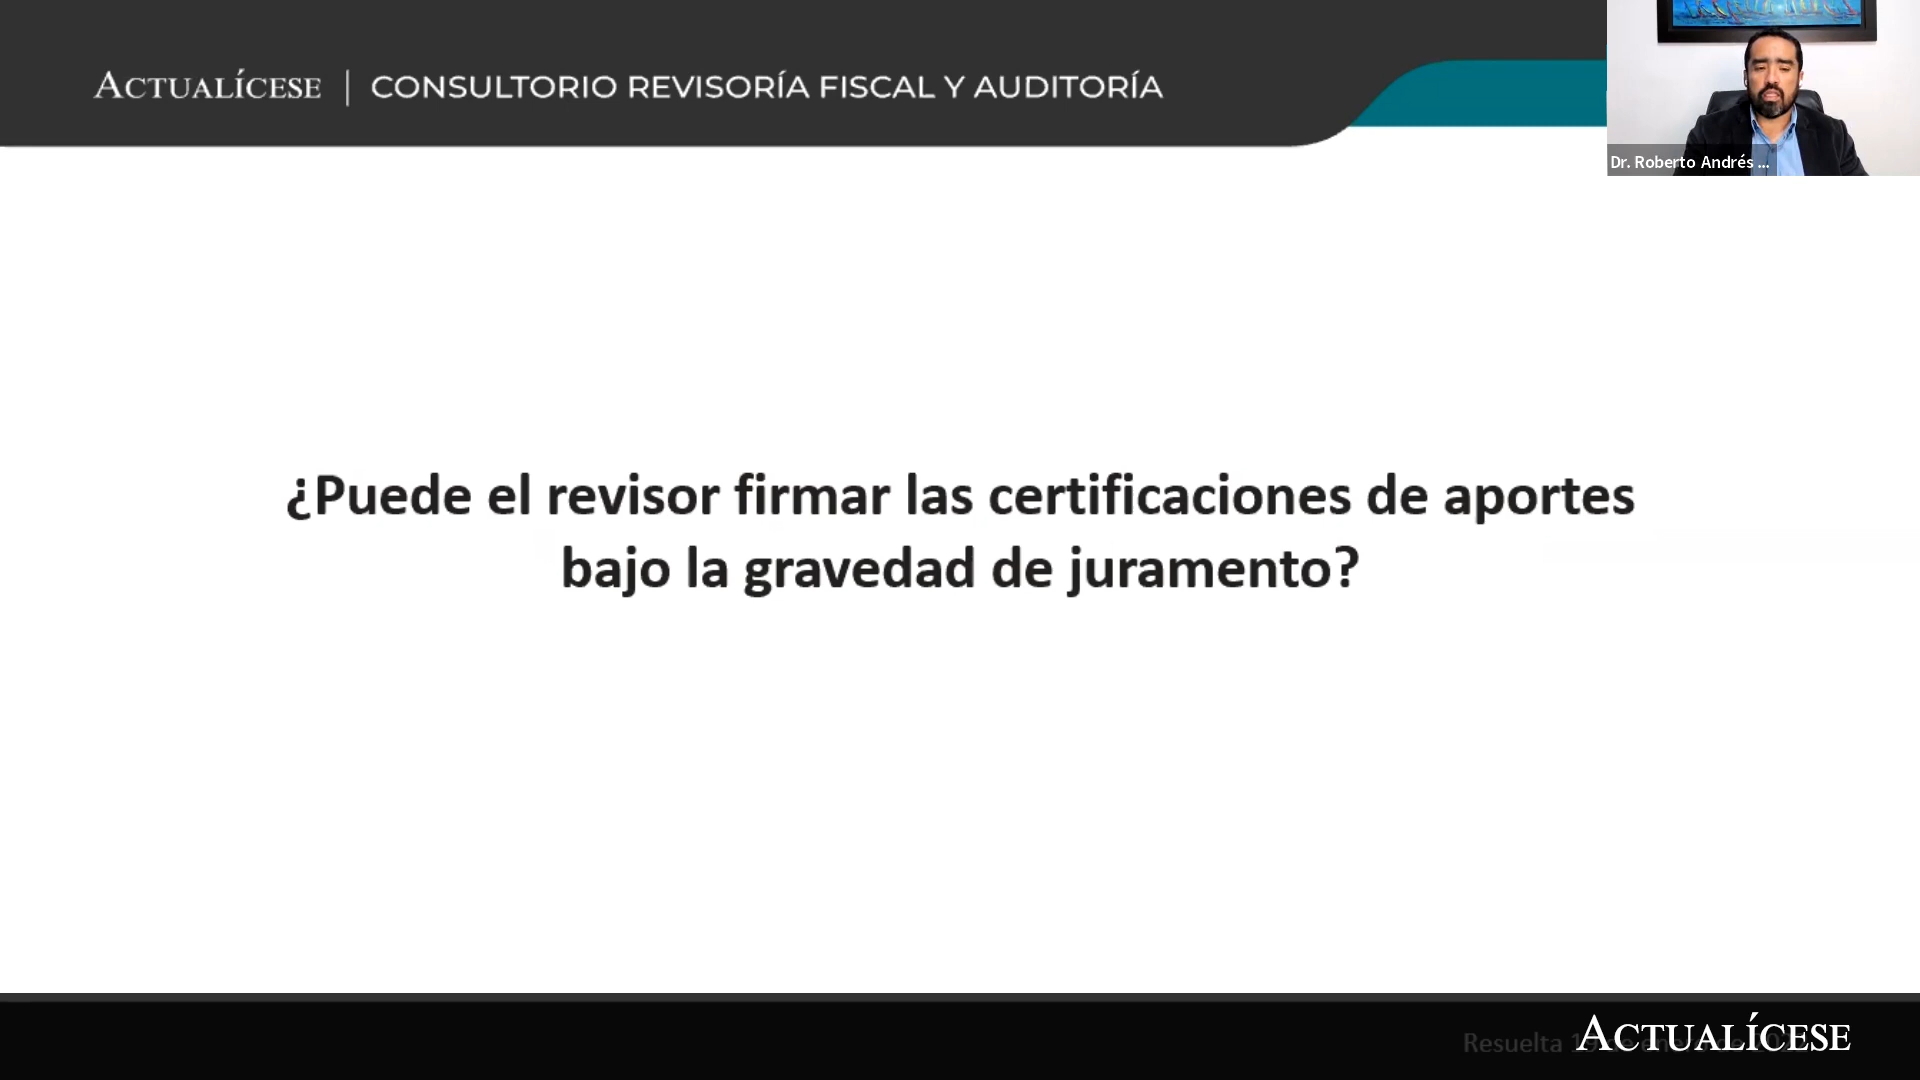 ACTUALÍCESE | CONSULTORIO REVISORÍA FISCAL Y AUDITORÍA
Dr. Roberto Andrés ...
¿Puede el revisor firmar las certificaciones de aportes
bajo la gravedad de juramento?
Resuelta
ACTUALÍCESE